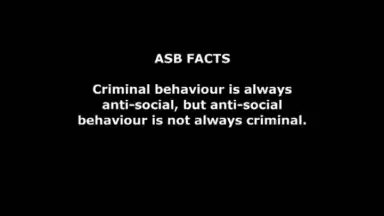 ASB FACTS
Criminal behaviour is always
anti-social, but anti-social
behaviour is not always criminal.